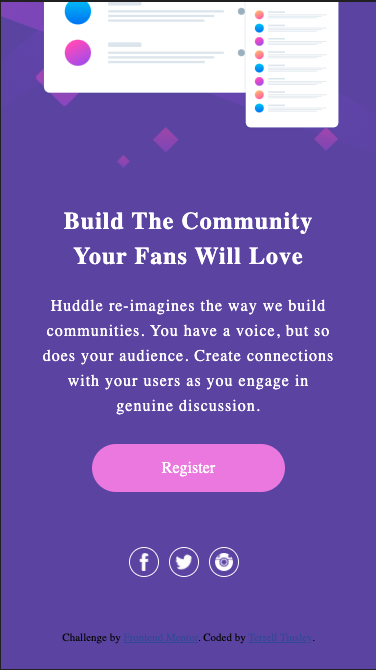 Build The Community
Your Fans Will Love
Huddle re-imagines the way we build
communities. You have a voice, but so
does your audience. Create connections
with your users as you engage in
genuine discussion.
Register
Challenge by Frontend Mentor. Coded by Terrell Tinsley.